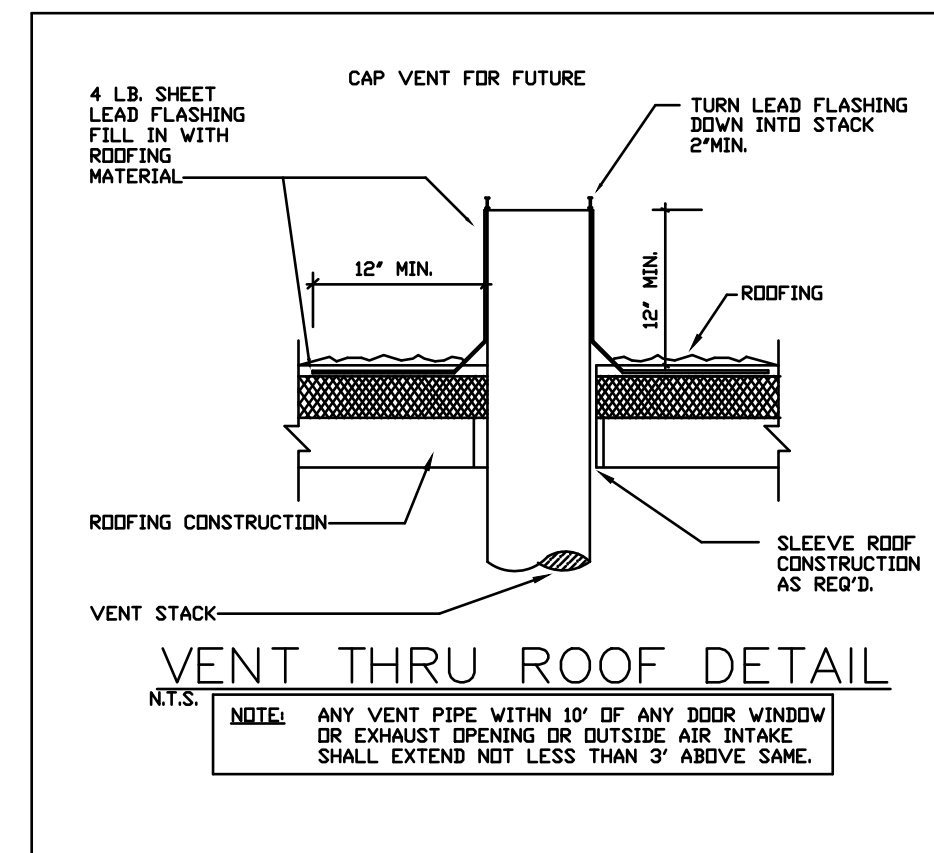 CAP VENT FOR FUTURE
4 LB. SHEET
LEAD FLASHING
FILL IN WITH
ROOFING
MATERIAL
TURN LEAD FLASHING
DOWN INTO STACK
2"MIN.
12" MIN.
12" MIN.
ROOFING
ROOFING CONSTRUCTION
SLEEVE ROOF
CONSTRUCTION
AS REQ'D.
VENT STACK
VENT THRU ROOF DETAIL
N.T.S.
NOTE: ANY VENT PIPE WITHN 10' OF ANY DOOR WINDOW
OR EXHAUST OPENING OR OUTSIDE AIR INTAKE
SHALL EXTEND NOT LESS THAN 3' ABOVE SAME.